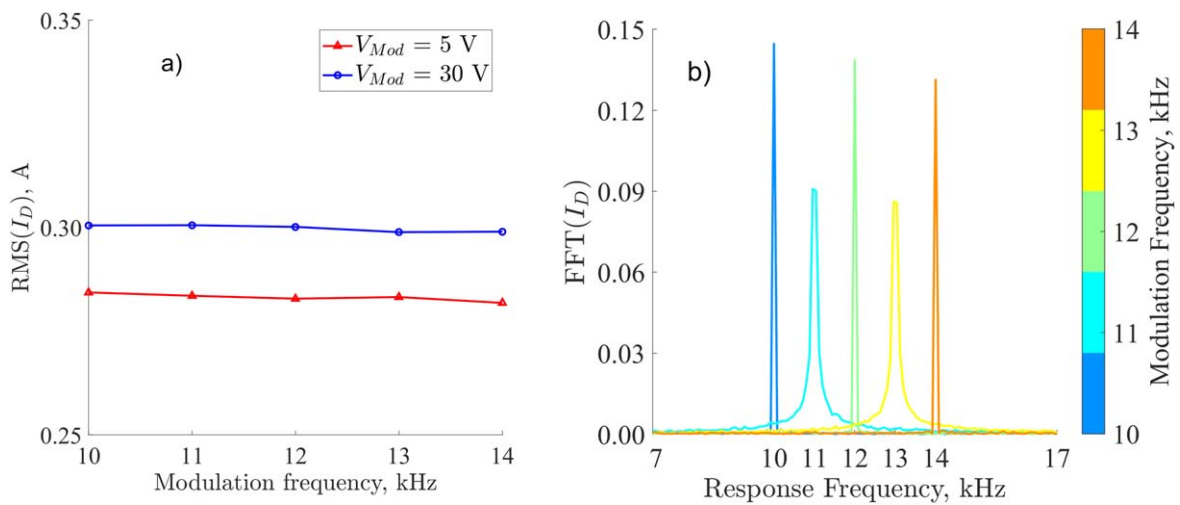 a)
V_Mod = 5 V
V_Mod = 30 V
0.35
0.30
0.25
RMS(I_D), A
10 11 12 13 14
Modulation frequency, kHz
b)
0.15
0.12
0.09
0.06
0.03
0.00
FFT(I_D)
7 10 11 12 13 14 17
Response Frequency, kHz
14
13
12
11
10
Modulation Frequency, kHz